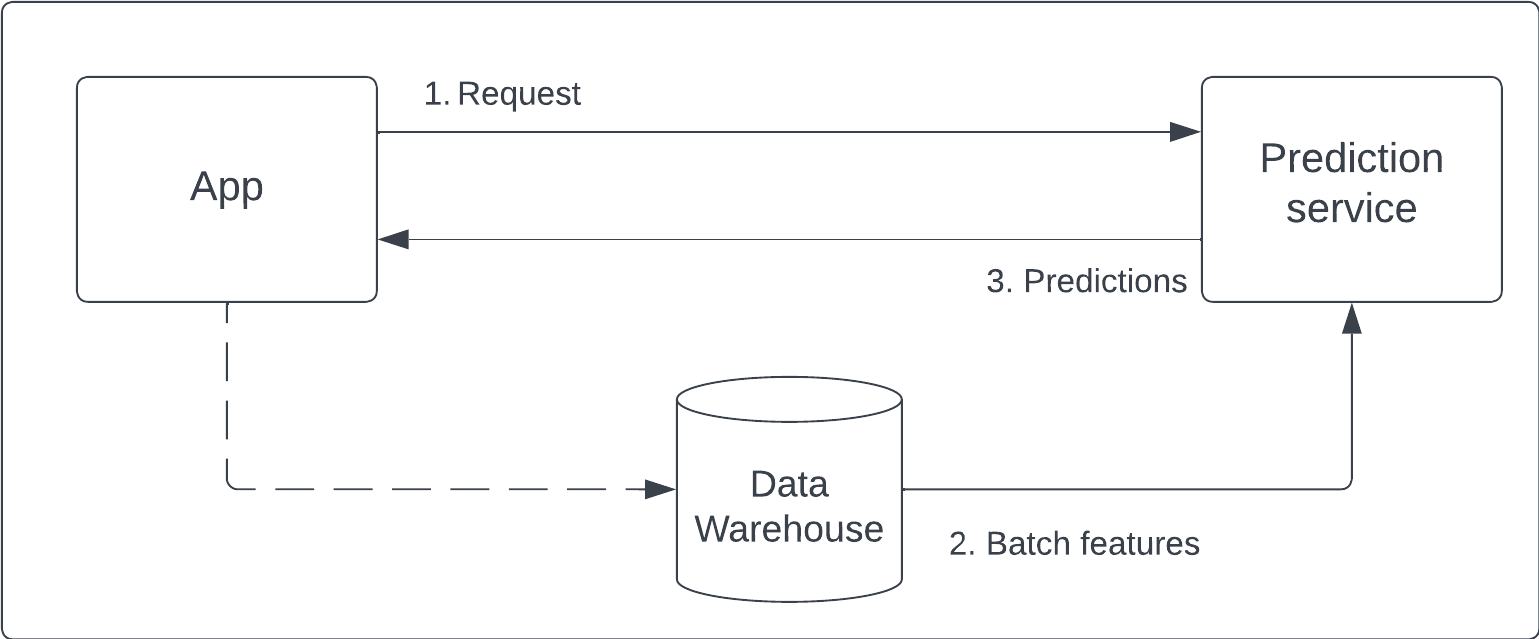 1. Request
App
Prediction
service
3. Predictions
Data
Warehouse
2. Batch features